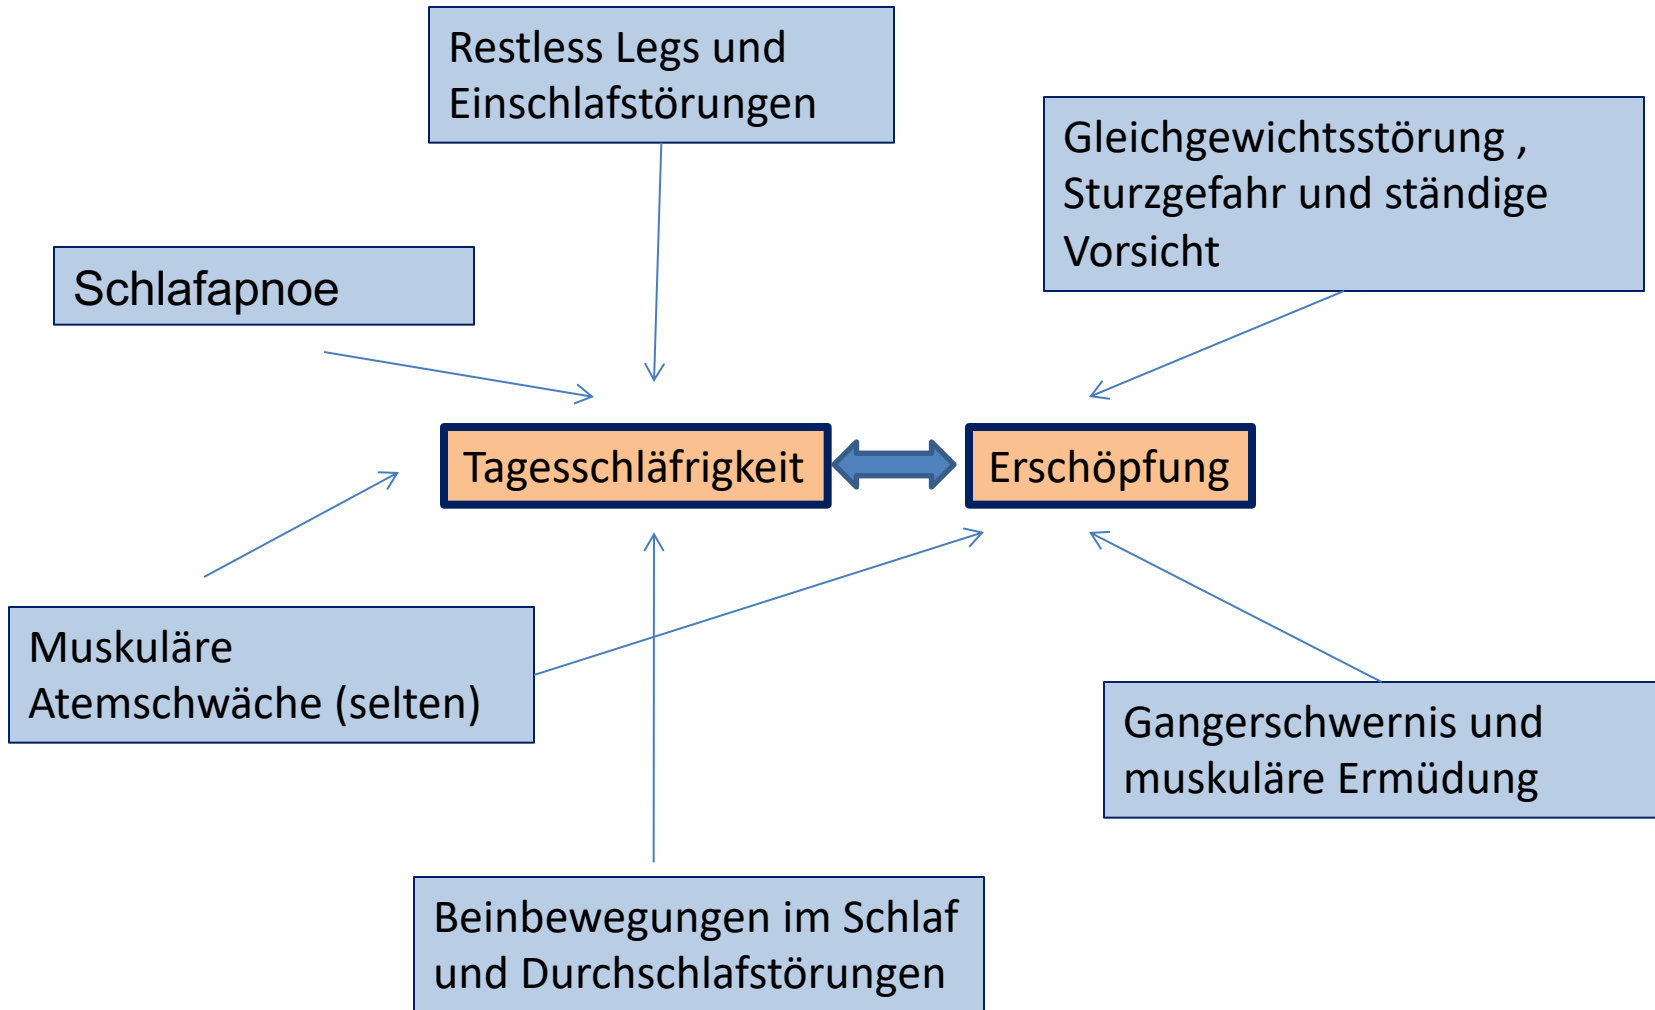 Restless Legs und
Einschlafstörungen
Gleichgewichtsstörung ,
Sturzgefahr und ständige
Vorsicht
Schlafapnoe
Tagesschläfrigkeit
Erschöpfung
Muskuläre
Atemschwäche (selten)
Gangerschwernis und
muskuläre Ermüdung
Beinbewegungen im Schlaf
und Durchschlafstörungen